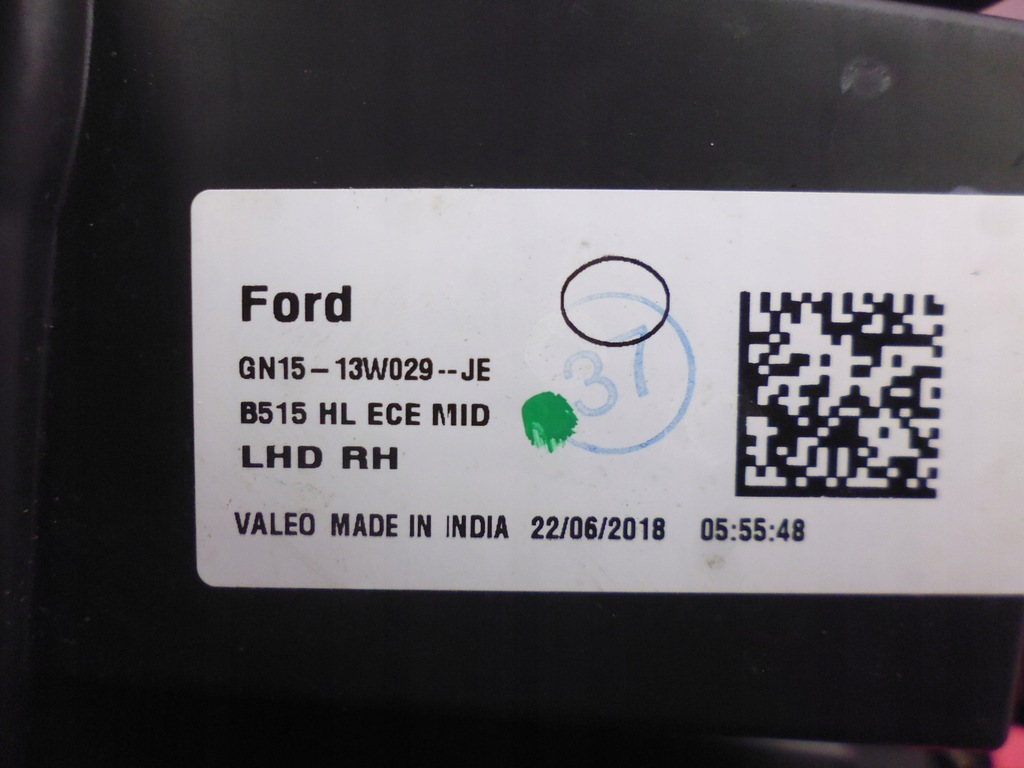 Ford
37
GN15-13W029--JE
B515 HL ECE MID
LHD RH
VALEO MADE IN INDIA 22/06/2018 05:55:48